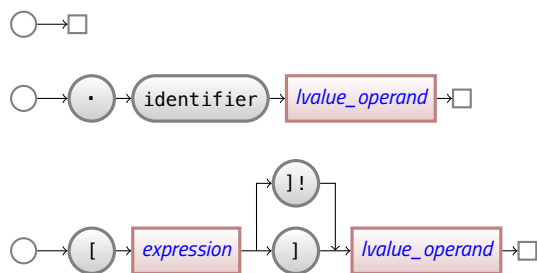 . identifier lvalue_operand
]!
[ expression ] lvalue_operand